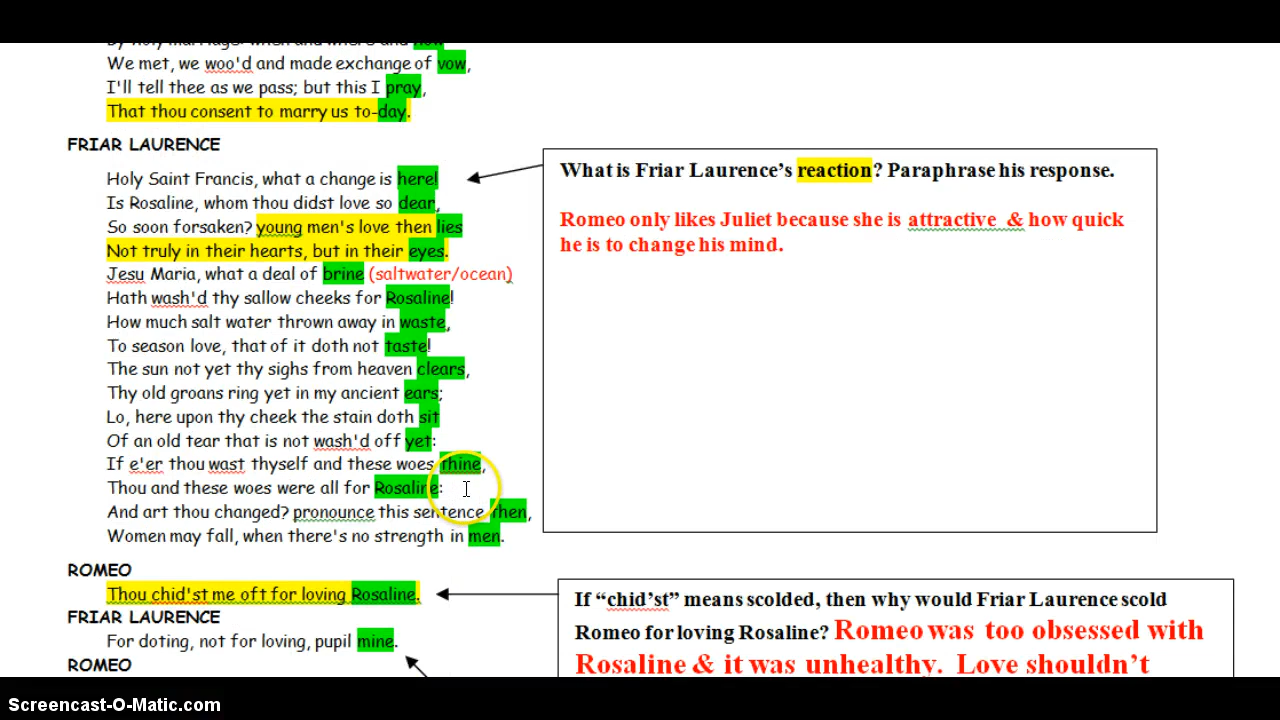 By holy marriage: when and where and how
We met, we woo'd and made exchange of vow,
I'll tell thee as we pass; but this I pray,
That thou consent to marry us to-day.
FRIAR LAURENCE
Holy Saint Francis, what a change is here!
Is Rosaline, whom thou didst love so dear,
So soon forsaken? young men's love then lies
Not truly in their hearts, but in their eyes.
Jesu Maria, what a deal of brine (saltwater/ocean)
Hath wash'd thy sallow cheeks for Rosaline!
How much salt water thrown away in waste,
To season love, that of it doth not taste!
The sun not yet thy sighs from heaven clears,
Thy old groans ring yet in my ancient ears;
Lo, here upon thy cheek the stain doth sit
Of an old tear that is not wash'd off yet:
If e'er thou wast thyself and these woes thine,
Thou and these woes were all for Rosaline:
And art thou changed? pronounce this sentence then,
Women may fall, when there's no strength in men.
ROMEO
Thou chid'st me oft for loving Rosaline.
FRIAR LAURENCE
For doting, not for loving, pupil mine.
ROMEO
What is Friar Laurence's reaction? Paraphrase his response.
Romeo only likes Juliet because she is attractive & how quick
he is to change his mind.
If “chid'st” means scolded, then why would Friar Laurence scold
Romeo for loving Rosaline? Romeo was too obsessed with
Rosaline & it was unhealthy. Love shouldn't
Screencast-O-Matic.com